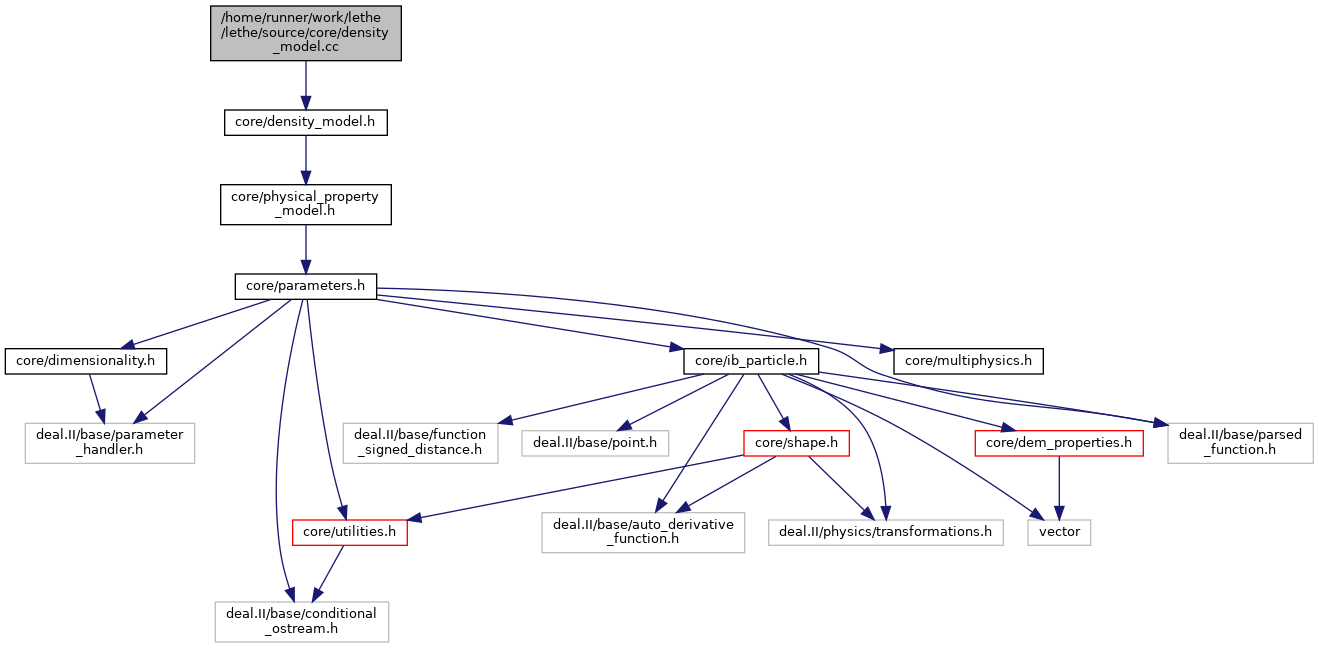 /home/runner/work/lethe
/lethe/source/core/density
_model.cc
core/density_model.h
core/physical_property
_model.h
core/parameters.h
core/dimensionality.h
core/ib_particle.h
core/multiphysics.h
deal.II/base/parameter
_handler.h
deal.II/base/function
_signed_distance.h
deal.II/base/point.h
core/shape.h
core/dem_properties.h
deal.II/base/parsed
_function.h
core/utilities.h
deal.II/base/auto_derivative
_function.h
deal.II/physics/transformations.h
vector
deal.II/base/conditional
_ostream.h